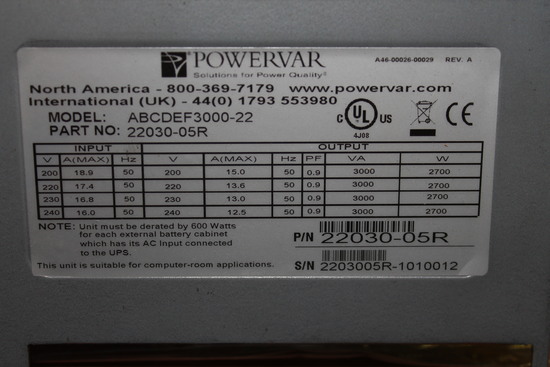 POWERVAR
Solutions for Power Quality®
A46-00026-00029 REV. A
North America - 800-369-7179 www.powervar.com
International (UK) - 44(0) 1793 553980
MODEL: ABCDEF3000-22
PART NO: 22030-05R
C UL US
LISTED
4J08
CE
INPUT OUTPUT
V A(MAX) Hz V A(MAX) Hz PF VA W
200 18.9 50 200 15.0 50 0.9 3000 2700
220 17.4 50 220 13.6 50 0.9 3000 2700
230 16.8 50 230 13.0 50 0.9 3000 2700
240 16.0 50 240 12.5 50 0.9 3000 2700
NOTE: Unit must be derated by 600 Watts
for each external battery cabinet
which has its AC Input connected
to the UPS.
This unit is suitable for computer-room applications.
P/N 22030-05R
S/N 2203005R-1010012